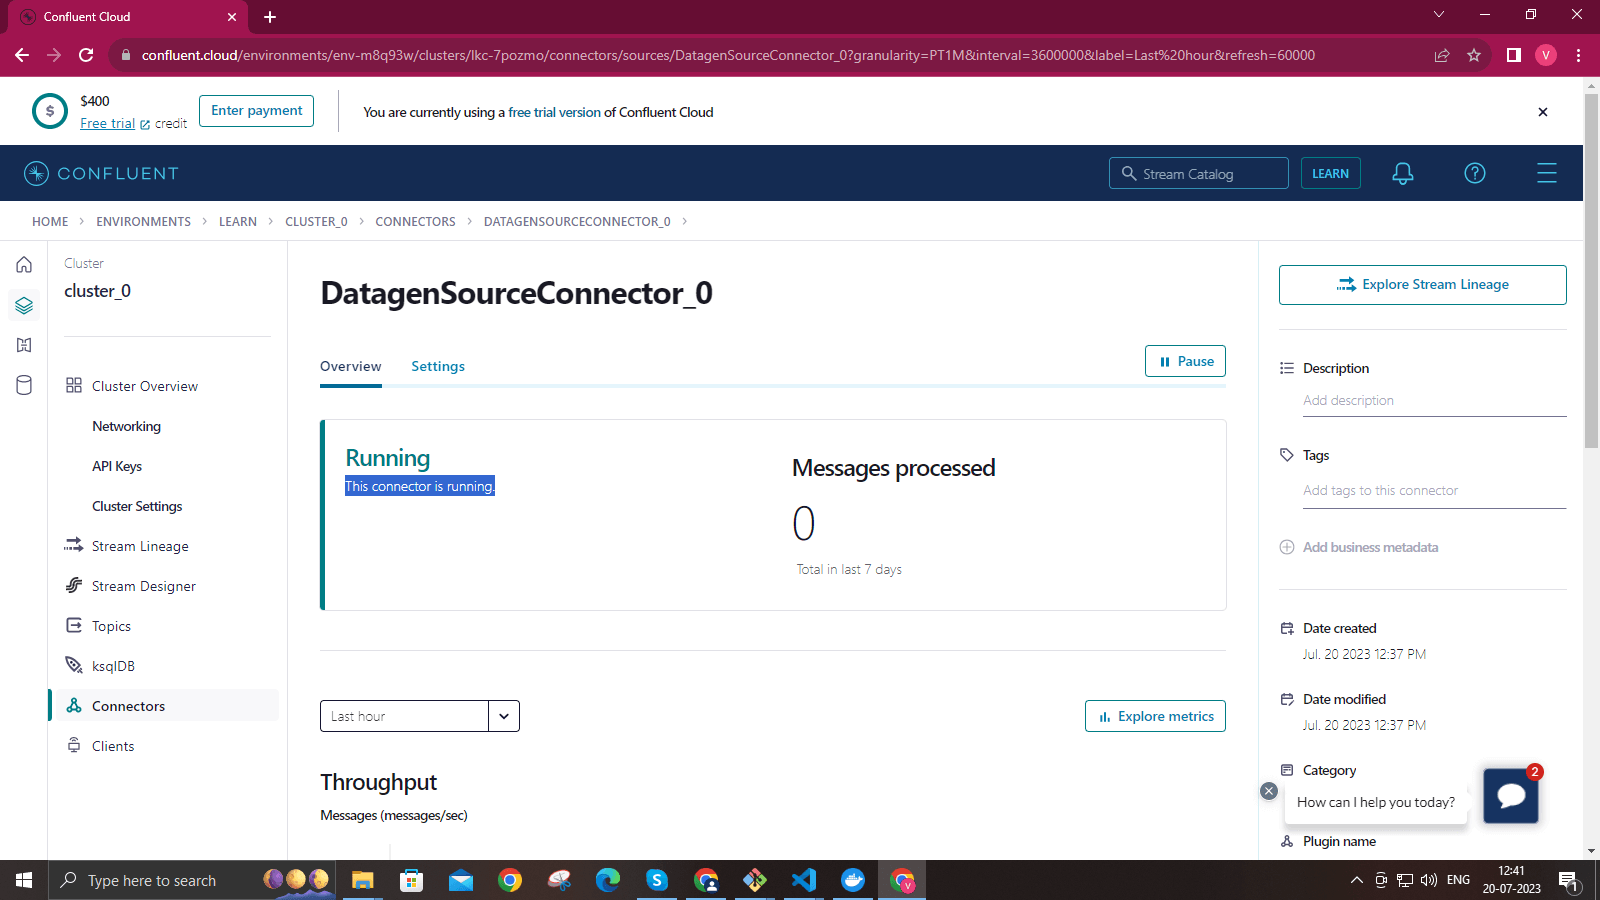 Confluent Cloud
confluent.cloud/environments/env-m8q93w/clusters/lkc-7pozmo/connectors/sources/DatagenSourceConnector_0?granularity=PT1M&interval=3600000&label=Last%20hour&refresh=60000
V
$
$400
Free trial credit
Enter payment
You are currently using a free trial version of Confluent Cloud
CONFLUENT
Stream Catalog
LEARN
HOME > ENVIRONMENTS > LEARN > CLUSTER_0 > CONNECTORS > DATAGENSOURCECONNECTOR_0 >
Cluster
cluster_0
Cluster Overview
Networking
API Keys
Cluster Settings
Stream Lineage
Stream Designer
Topics
ksqlDB
Connectors
Clients
DatagenSourceConnector_0
Overview
Settings
Pause
Running
This connector is running.
Messages processed
0
Total in last 7 days
Last hour
Explore metrics
Throughput
Messages (messages/sec)
Explore Stream Lineage
Description
Add description
Tags
Add tags to this connector
Add business metadata
Date created
Jul. 20 2023 12:37 PM
Date modified
Jul. 20 2023 12:37 PM
Category
How can I help you today?
2
Plugin name
Type here to search
ENG
12:41
20-07-2023
1